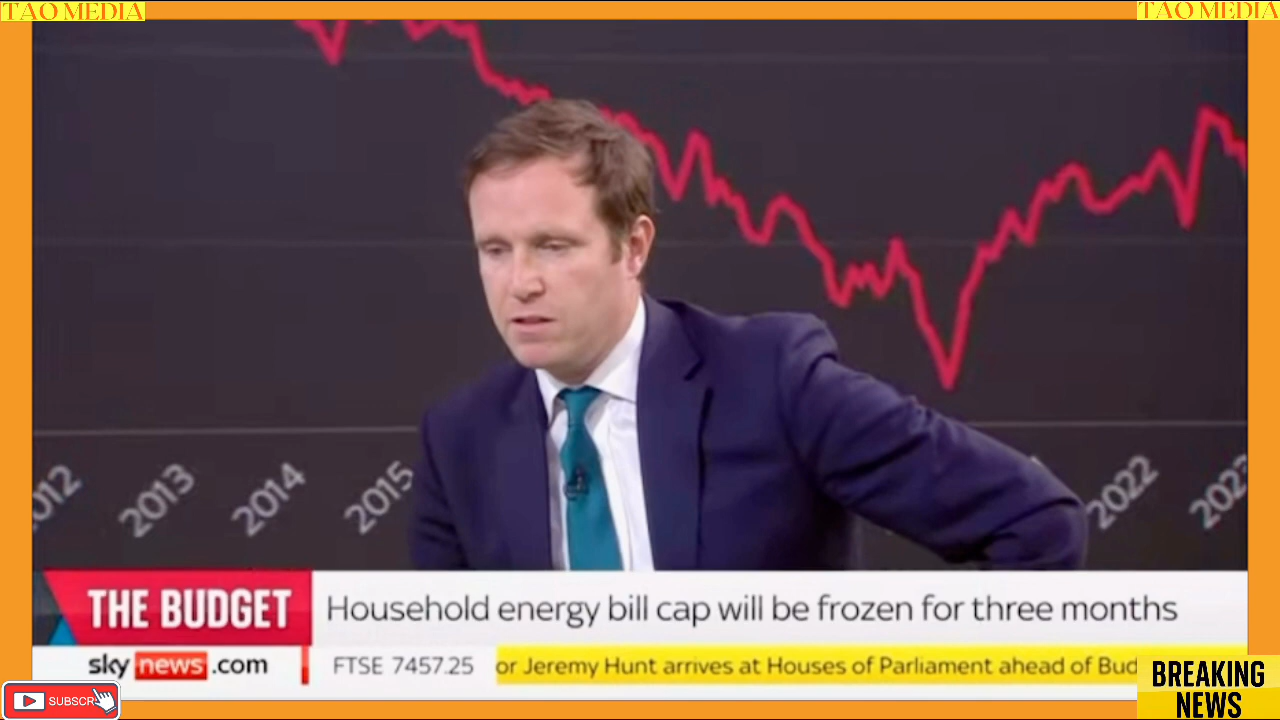 TAO MEDIA
TAO MEDIA
2013
2014
2015
2022
THE BUDGET
Household energy bill cap will be frozen for three months
sky news.com
FTSE 7457.25
or Jeremy Hunt arrives at Houses of Parliament ahead of Bud
BREAKING
NEWS